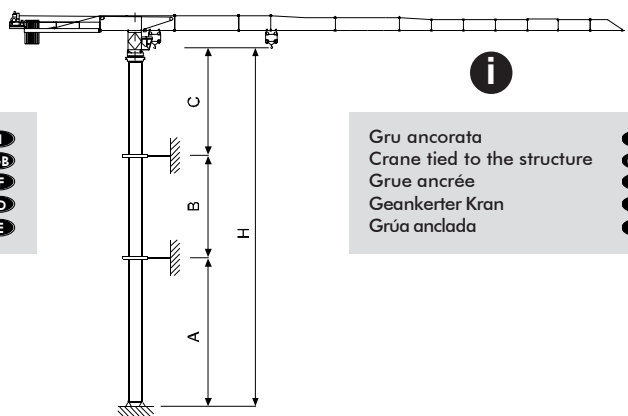 C
B
H
A
i
Gru ancorata
Crane tied to the structure
Grue ancrée
Geankerter Kran
Grúa anclada
B
F
D
E